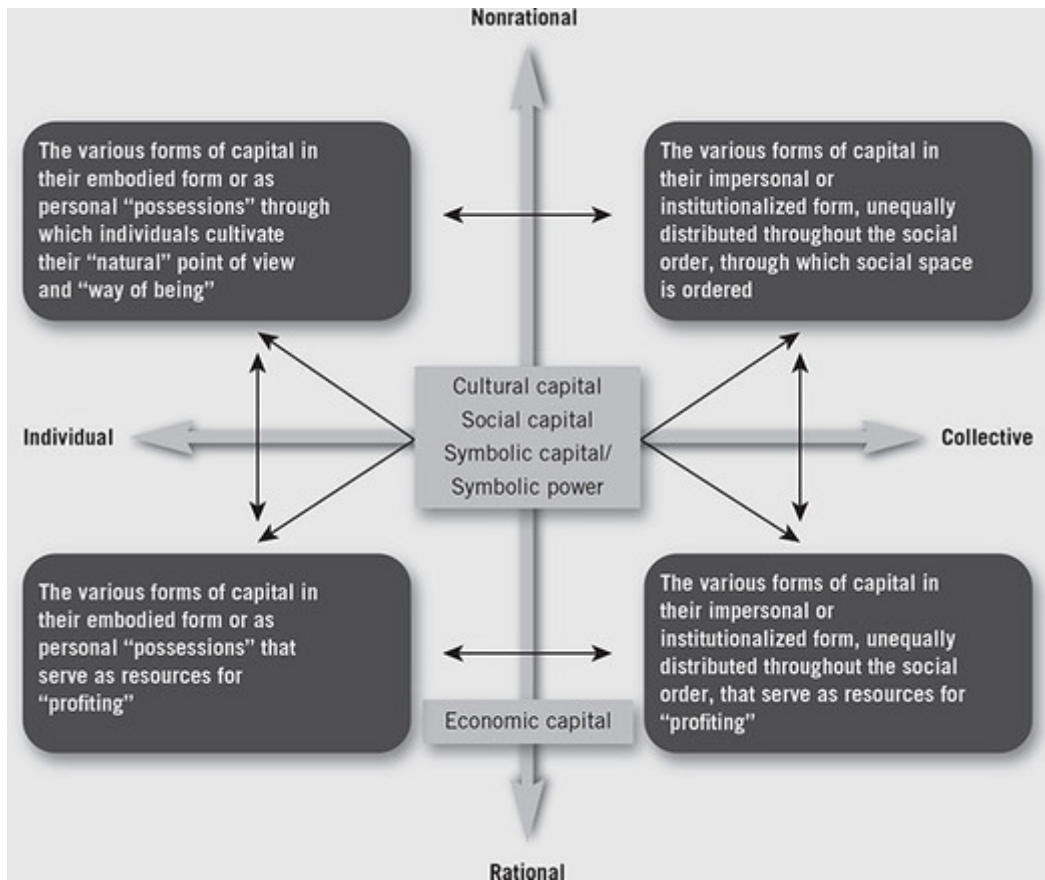 Nonrational
The various forms of capital in
their embodied form or as
personal “possessions” through
which individuals cultivate
their “natural” point of view
and “way of being”
The various forms of capital in
their impersonal or
institutionalized form, unequally
distributed throughout the social
order, through which social space
is ordered
Individual
Cultural capital
Social capital
Symbolic capital/
Symbolic power
Collective
The various forms of capital in
their embodied form or as
personal “possessions” that
serve as resources for
“profiting”
The various forms of capital in
their impersonal or
institutionalized form, unequally
distributed throughout the social
order, that serve as resources for
“profiting”
Economic capital
Rational